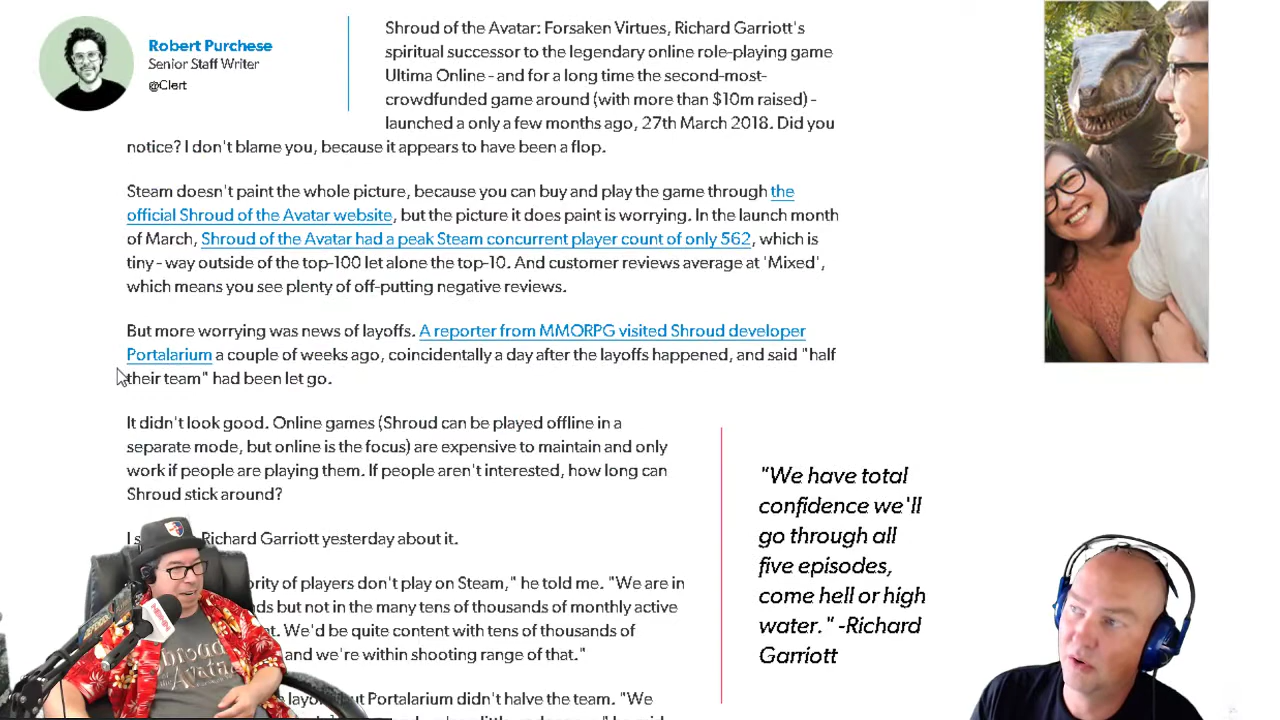 Robert Purchese
Senior Staff Writer
@Clert
Shroud of the Avatar: Forsaken Virtues, Richard Garriott's
spiritual successor to the legendary online role-playing game
Ultima Online - and for a long time the second-most-
crowdfunded game around (with more than $10m raised) -
launched a only a few months ago, 27th March 2018. Did you
notice? I don't blame you, because it appears to have been a flop.
Steam doesn't paint the whole picture, because you can buy and play the game through the
official Shroud of the Avatar website, but the picture it does paint is worrying. In the launch month
of March, Shroud of the Avatar had a peak Steam concurrent player count of only 562, which is
tiny - way outside of the top-100 let alone the top-10. And customer reviews average at 'Mixed',
which means you see plenty of off-putting negative reviews.
But more worrying was news of layoffs. A reporter from MMORPG visited Shroud developer
Portalarium a couple of weeks ago, coincidentally a day after the layoffs happened, and said "half
their team" had been let go.
It didn't look good. Online games (Shroud can be played offline in a
separate mode, but online is the focus) are expensive to maintain and only
work if people are playing them. If people aren't interested, how long can
Shroud stick around?
I Richard Garriott yesterday about it.
of players don't play on Steam," he told me. "We are in
but not in the many tens of thousands of monthly active
We'd be quite content with tens of thousands of
and we're within shooting range of that."
Portalarium didn't halve the team. "We
"We have total
confidence we'll
go through all
five episodes,
come hell or high
water." -Richard
Garriott
of the
Avatar